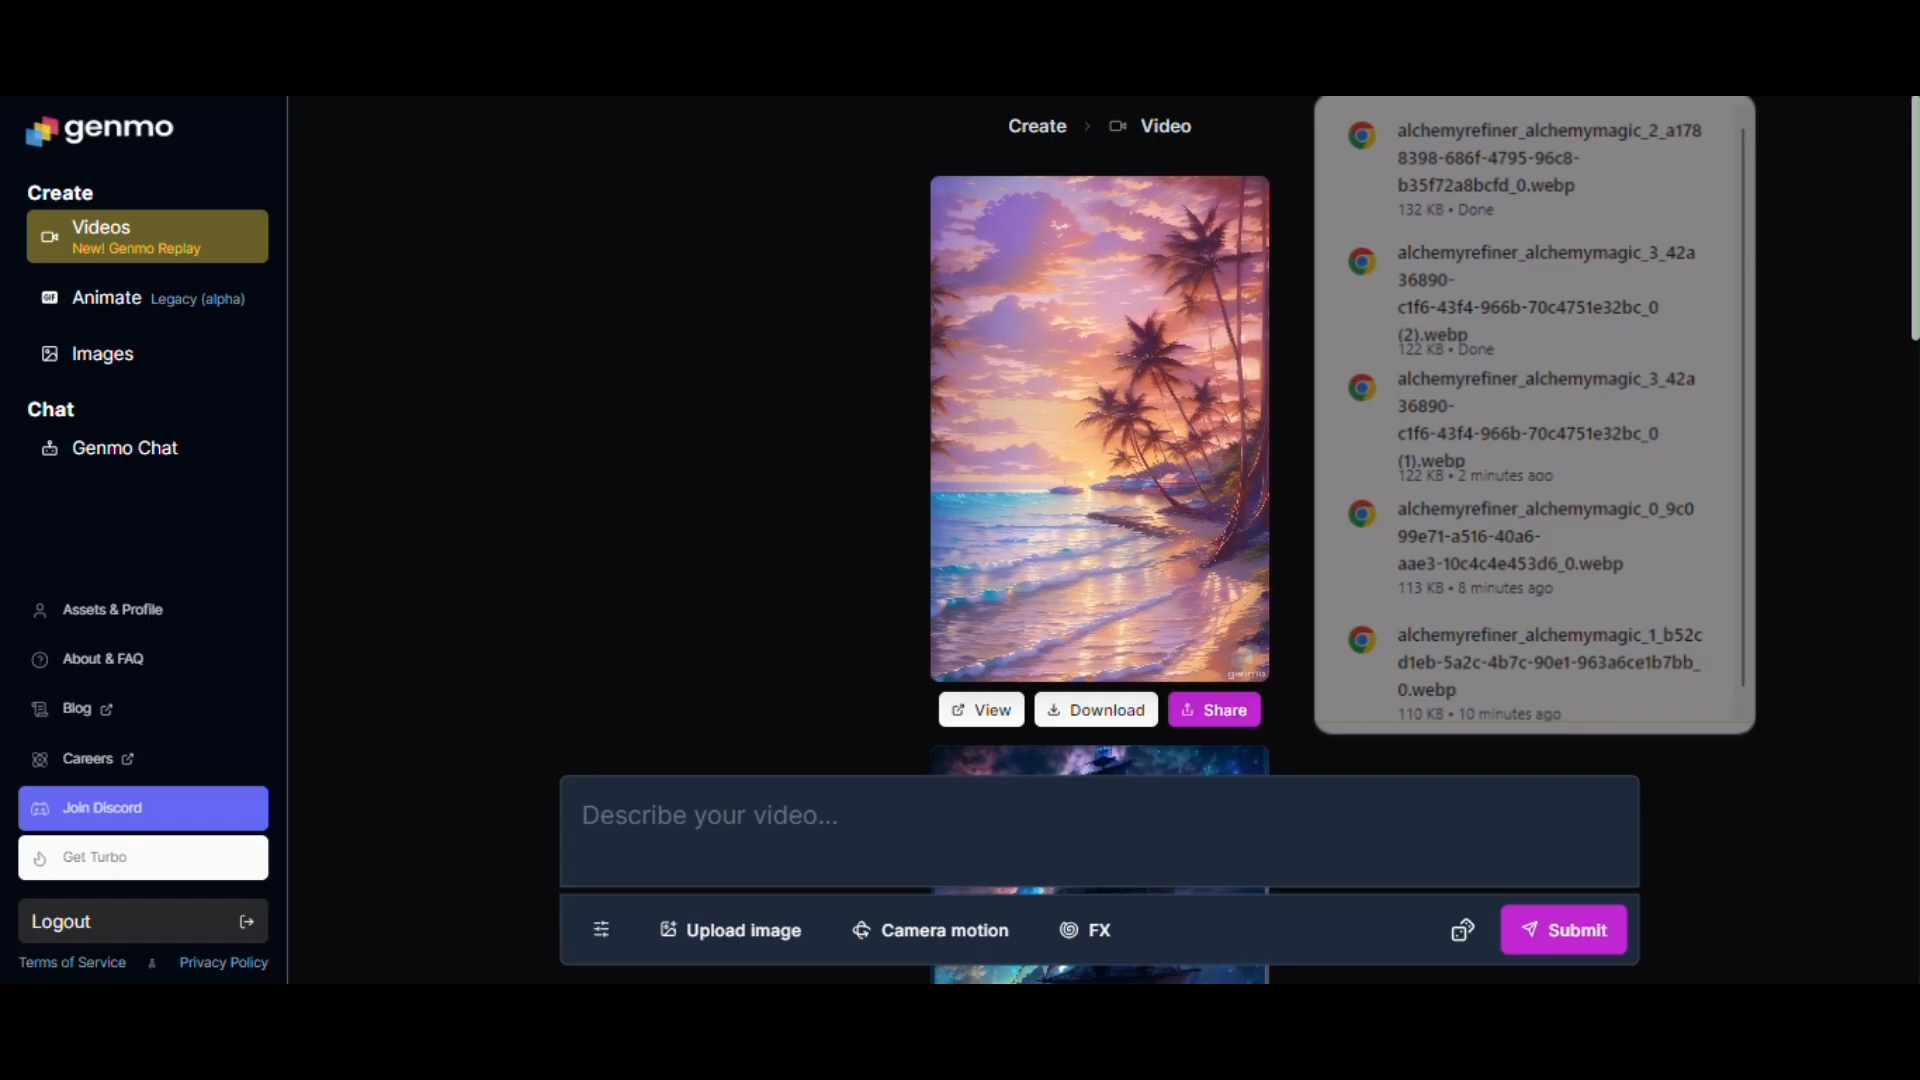 genmo
Create
Videos
New! Genmo Replay
GIF
Animate Legacy (alpha)
Images
Chat
Genmo Chat
Assets & Profile
About & FAQ
Blog
Careers
Join Discord
Get Turbo
Logout
Terms of Service
Privacy Policy
Create > Video
genmo
View
Download
Share
alchemyrefiner_alchemymagic_2_a178
8398-686f-4795-96c8-
b35f72a8bcfd_0.webp
132 KB • Done
alchemyrefiner_alchemymagic_3_42a
36890-
c1f6-43f4-966b-70c4751e32bc_0
(2).webp
122 KB • Done
alchemyrefiner_alchemymagic_3_42a
36890-
c1f6-43f4-966b-70c4751e32bc_0
(1).webp
122 KB • 2 minutes ago
alchemyrefiner_alchemymagic_0_9c0
99e71-a516-40a6-
aae3-10c4c4e453d6_0.webp
113 KB • 8 minutes ago
alchemyrefiner_alchemymagic_1_b52c
d1eb-5a2c-4b7c-90e1-963a6ce1b7bb_
0.webp
110 KB • 10 minutes ago
Describe your video...
Upload image
Camera motion
FX
Submit